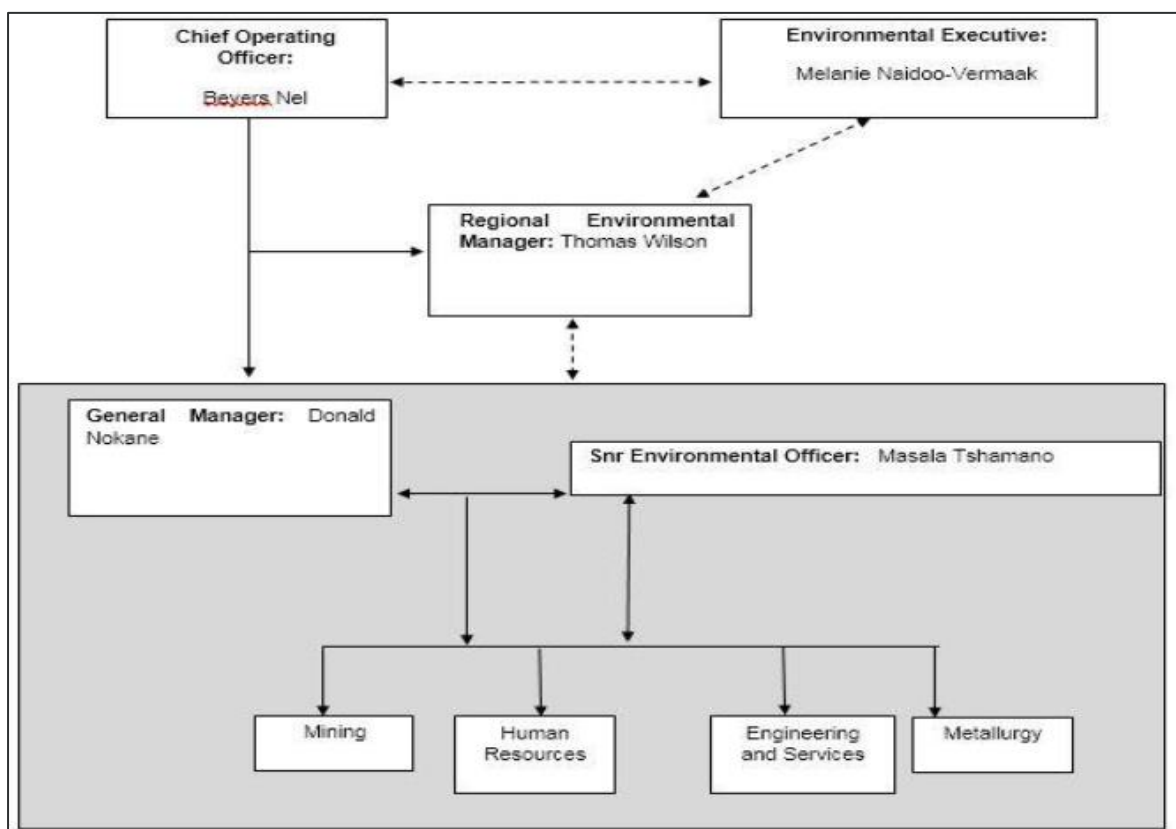 Chief Operating
Officer:
Beyers Nel
Environmental Executive:
Melanie Naidoo-Vermaak
Regional Environmental
Manager: Thomas Wilson
General Manager: Donald
Nokane
Snr Environmental Officer: Masala Tshamano
Mining
Human
Resources
Engineering
and Services
Metallurgy